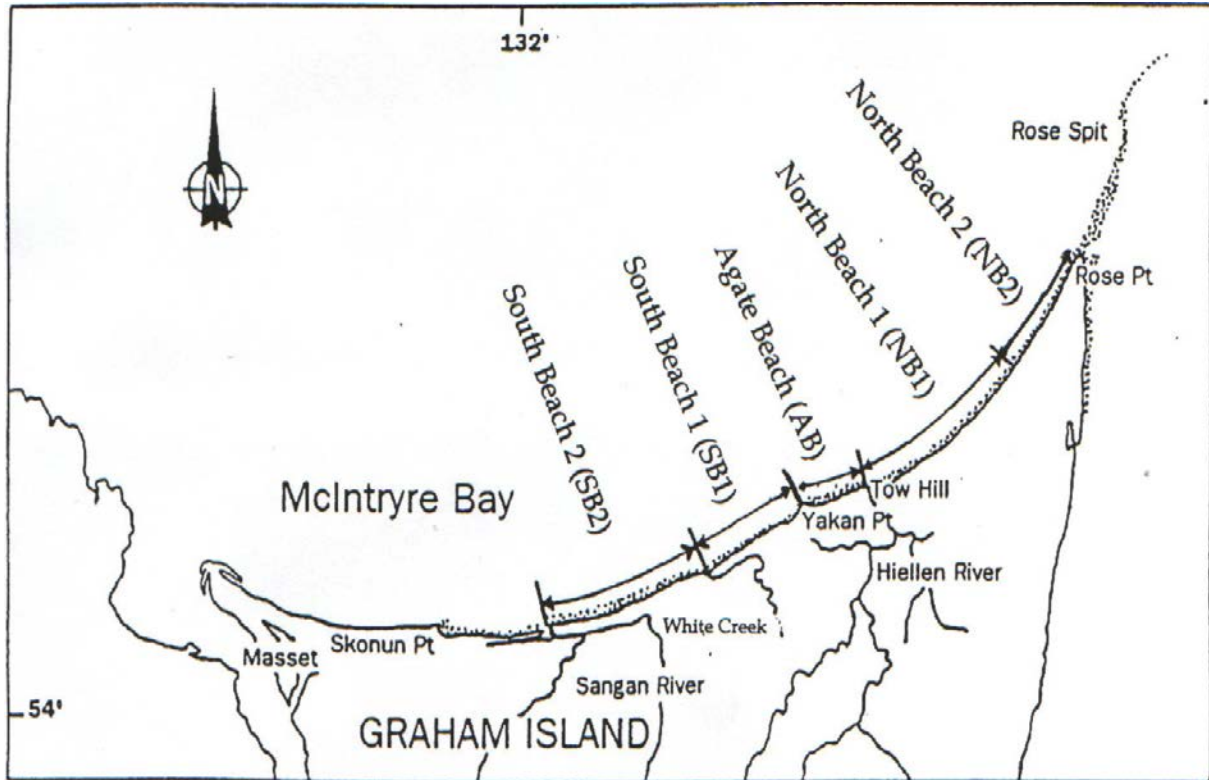 132'
Rose Spit
North Beach 2 (NB2)
North Beach 1 (NB1)
Agate Beach (AB)
South Beach 1 (SB1)
South Beach 2 (SB2)
N
Rose Pt
McIntryre Bay
Tow Hill
Yakan Pt
Hiellen River
White Creek
Skonun Pt
Masset
Sangan River
54'
GRAHAM ISLAND